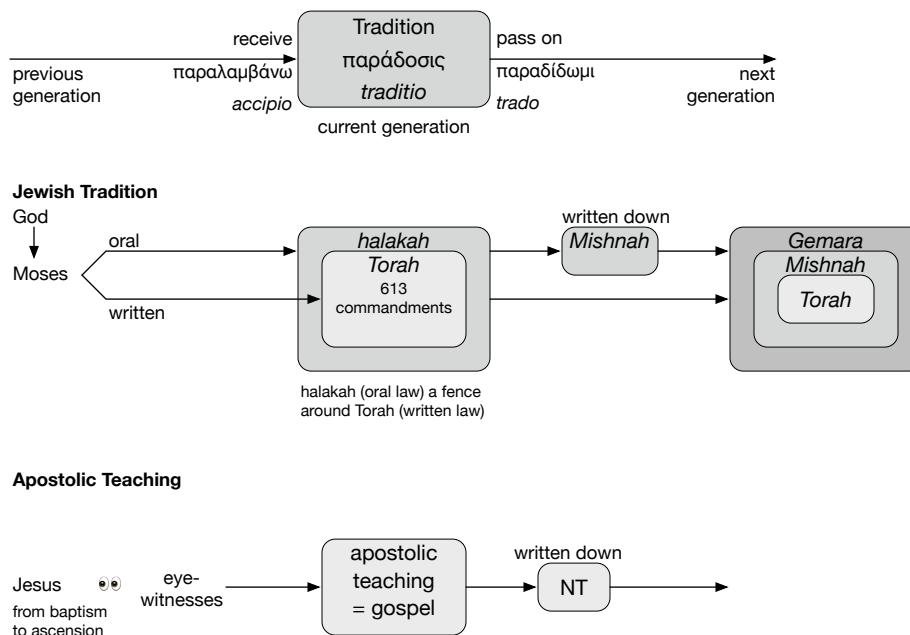 receive
παραλαμβάνω
accipio
Tradition
παράδοσις
traditio
pass on
παραδίδωμι
trado
previous
generation
next
generation
current generation
Jewish Tradition
God
Moses
oral
written
halakah
Torah
613
commandments
written down
Mishnah
Gemara
Mishnah
Torah
halakah (oral law) a fence
around Torah (written law)
Apostolic Teaching
Jesus
from baptism
to ascension
eye-
witnesses
apostolic
teaching
= gospel
written down
NT